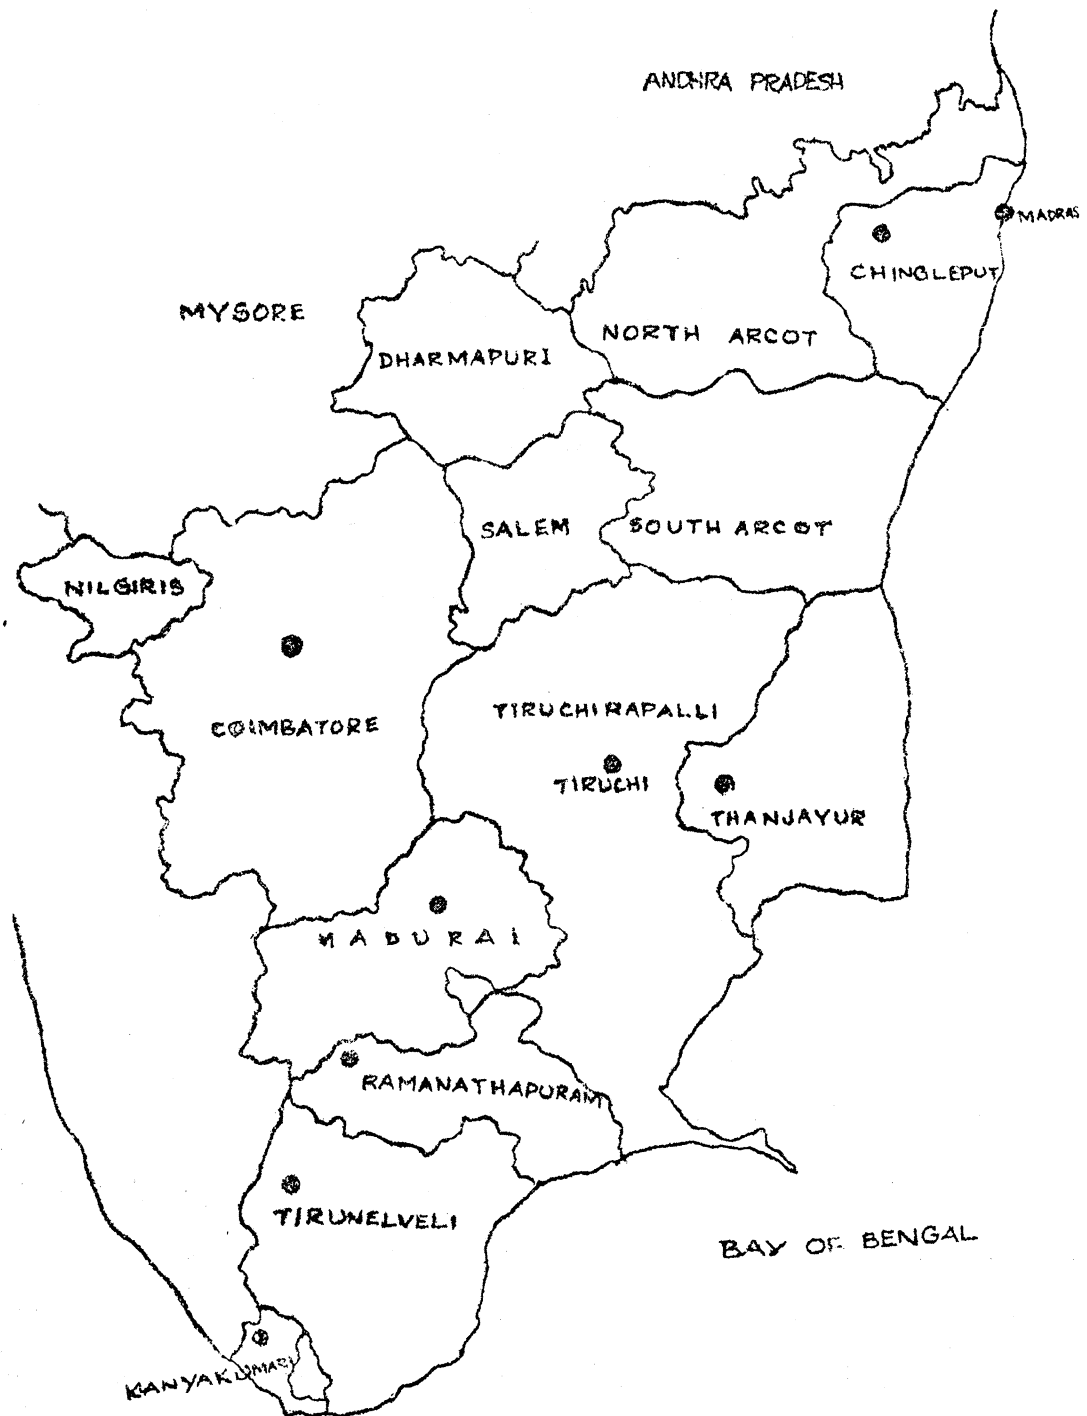 ANDHRA PRADESH
MADRAS
CHINGLEPUT
MYSORE
NORTH ARCOT
DHARMAPURI
SALEM
SOUTH ARCOT
NILGIRIS
TIRUCHIRAPALLI
COIMBATORE
TIRUCHI
THANJAYUR
MADURAI
RAMANATHAPURAM
TIRUNELVELI
BAY OF BENGAL
KANYAKUMARI